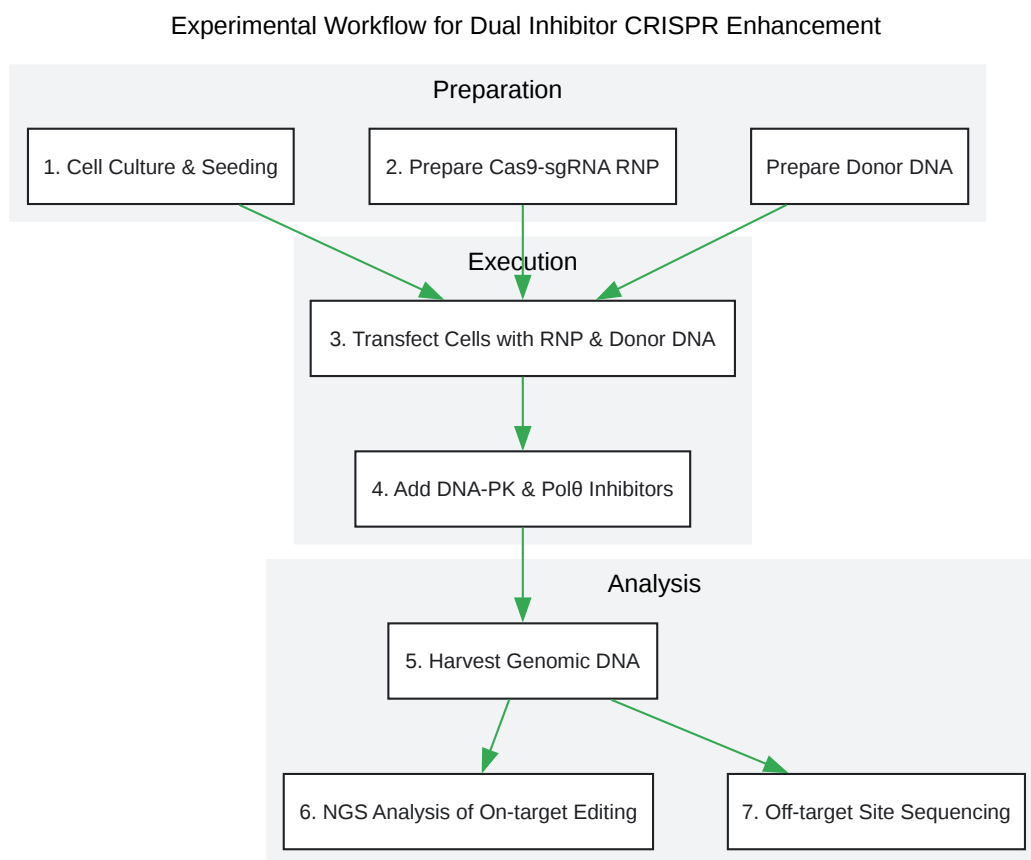 Experimental Workflow for Dual Inhibitor CRISPR Enhancement
Preparation
1. Cell Culture & Seeding
2. Prepare Cas9-sgRNA RNP
Prepare Donor DNA
Execution
3. Transfect Cells with RNP & Donor DNA
4. Add DNA-PK & Polθ Inhibitors
Analysis
5. Harvest Genomic DNA
6. NGS Analysis of On-target Editing
7. Off-target Site Sequencing